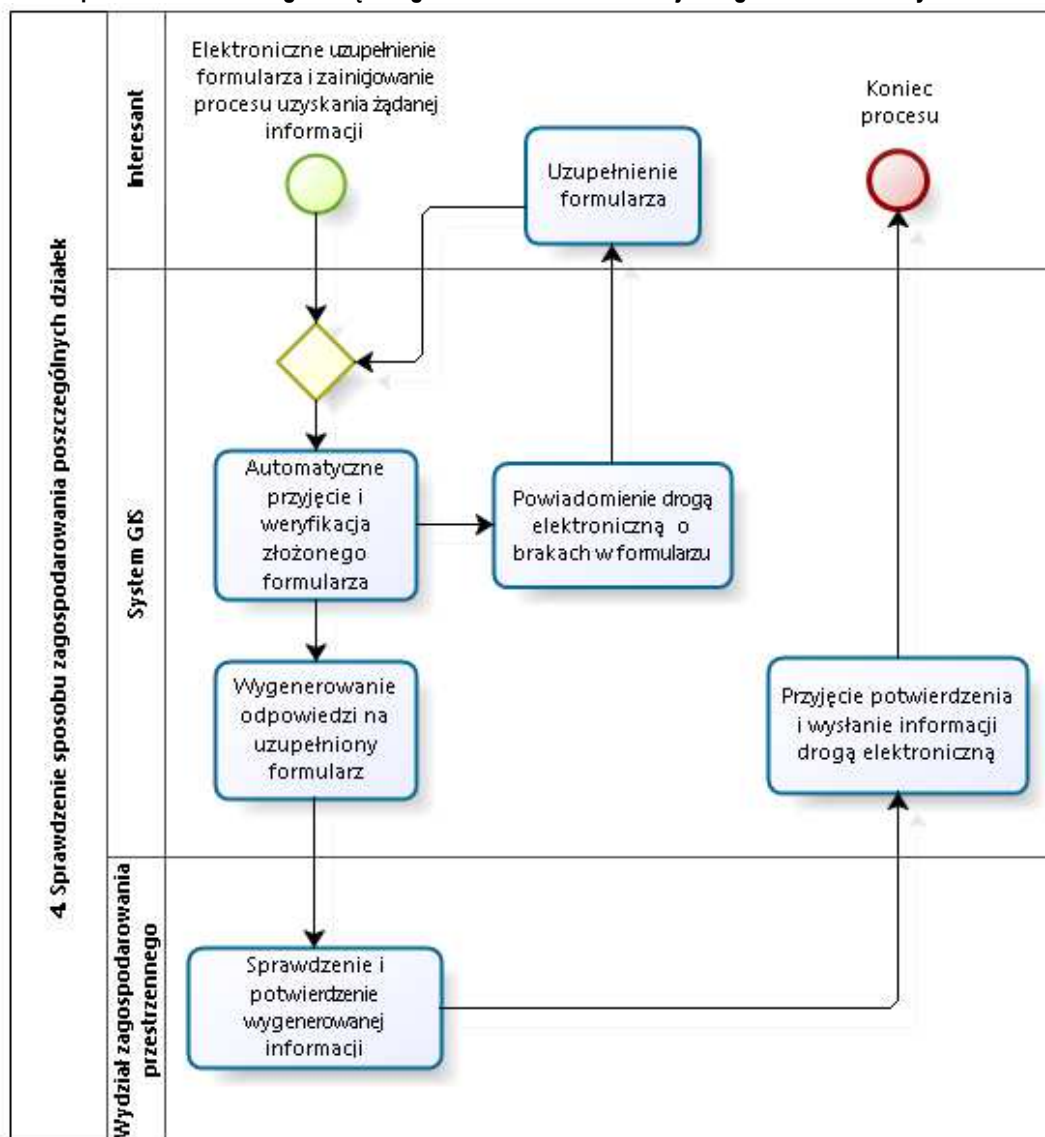 4. Sprawdzenie sposobu zagospodarowania poszczególnych działek
Interesant
Elektroniczne uzupełnienie
formularza i zainicjowanie
procesu uzyskania żądanej
informacji
Uzupełnienie
formularza
Koniec
procesu
System GIS
Automatyczne
przyjęcie i
weryfikacja
złożonego
formularza
Powiadomienie drogą
elektroniczną o
brakach w formularzu
Wygenerowanie
odpowiedzi na
uzupełniony
formularz
Przyjęcie potwierdzenia
i wysłanie informacji
drogą elektroniczną
Wydział zagospodarowania
przestrzennego
Sprawdzenie i
potwierdzenie
wygenerowanej
informacji